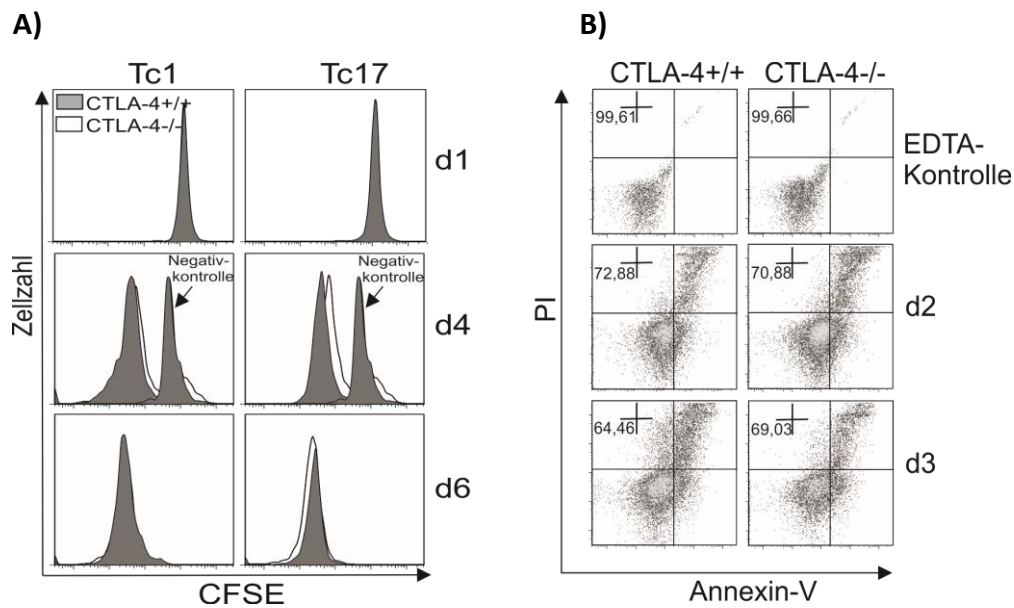 A)
B)
Tc1
Tc17
CTLA-4+/+
CTLA-4-/-
d1
Negativ-
kontrolle
Negativ-
kontrolle
d4
d6
Zellzahl
CFSE
CTLA-4+/+
CTLA-4-/-
99,61
99,66
EDTA-
Kontrolle
72,88
70,88
d2
64,46
69,03
d3
PI
Annexin-V